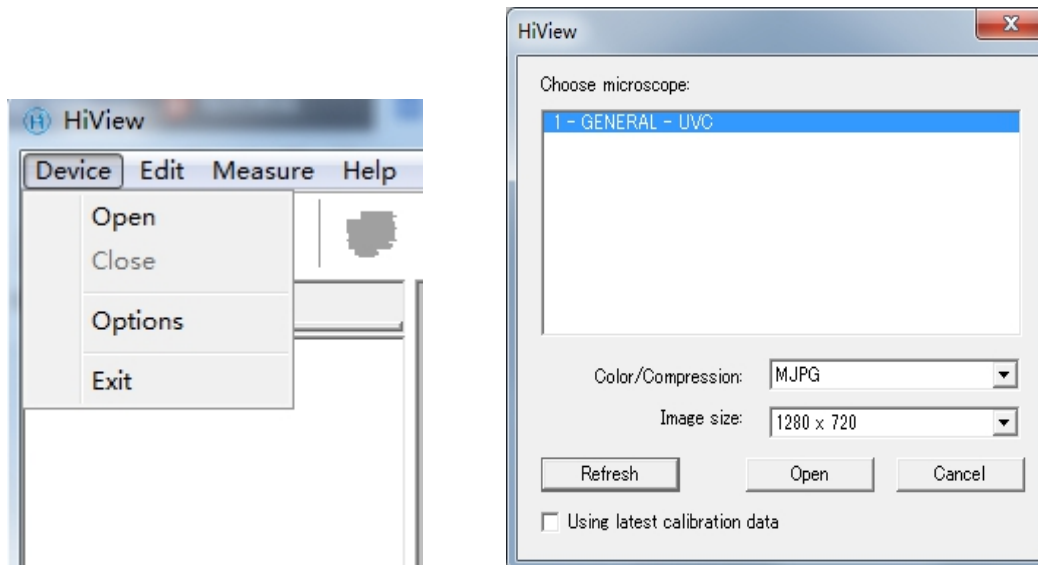 HiView
Device Edit Measure Help
Open
Close
Options
Exit
HiView
Choose microscope:
1 - GENERAL - UVC
Color/Compression: MJPG
Image size: 1280 x 720
Refresh Open Cancel
Using latest calibration data